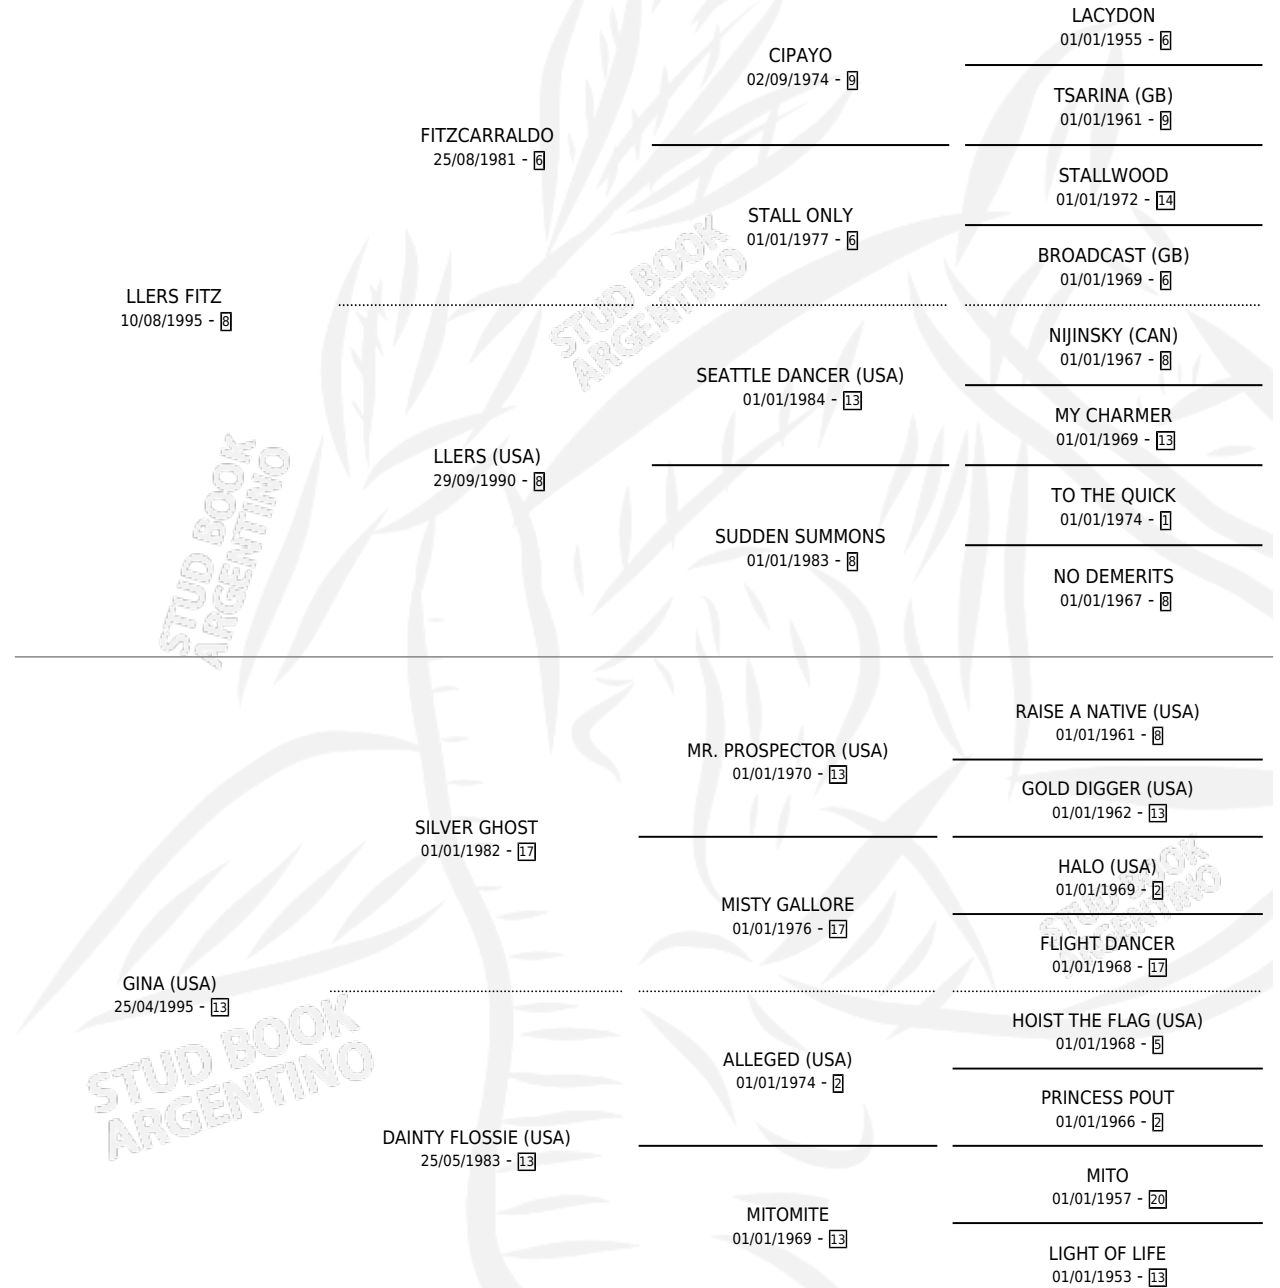 LACYDON
01/01/1955 - 6
CIPAYO
02/09/1974 - 9
TSARINA (GB)
01/01/1961 - 9
FITZCARRALDO
25/08/1981 - 6
STALLWOOD
01/01/1972 - 14
STALL ONLY
01/01/1977 - 6
BROADCAST (GB)
01/01/1969 - 6
LLERS FITZ
10/08/1995 - 8
NIJINSKY (CAN)
01/01/1967 - 8
SEATTLE DANCER (USA)
01/01/1984 - 13
MY CHARMER
01/01/1969 - 13
LLERS (USA)
29/09/1990 - 8
TO THE QUICK
01/01/1974 - 1
SUDDEN SUMMONS
01/01/1983 - 8
NO DEMERITS
01/01/1967 - 8
STUD BOOK
ARGENTINO
STUD BOOK
ARGENTINO
RAISE A NATIVE (USA)
01/01/1961 - 8
MR. PROSPECTOR (USA)
01/01/1970 - 13
GOLD DIGGER (USA)
01/01/1962 - 13
SILVER GHOST
01/01/1982 - 17
HALO (USA)
01/01/1969 - 2
MISTY GALLORE
01/01/1976 - 17
FLIGHT DANCER
01/01/1968 - 17
GINA (USA)
25/04/1995 - 13
HOIST THE FLAG (USA)
01/01/1968 - 5
ALLEGED (USA)
01/01/1974 - 2
PRINCESS POUT
01/01/1966 - 2
DAINTY FLOSSIE (USA)
25/05/1983 - 13
MITO
01/01/1957 - 20
MITOMITE
01/01/1969 - 13
LIGHT OF LIFE
01/01/1953 - 13
STUD BOOK
ARGENTINO
STUD BOOK
ARGENTINO